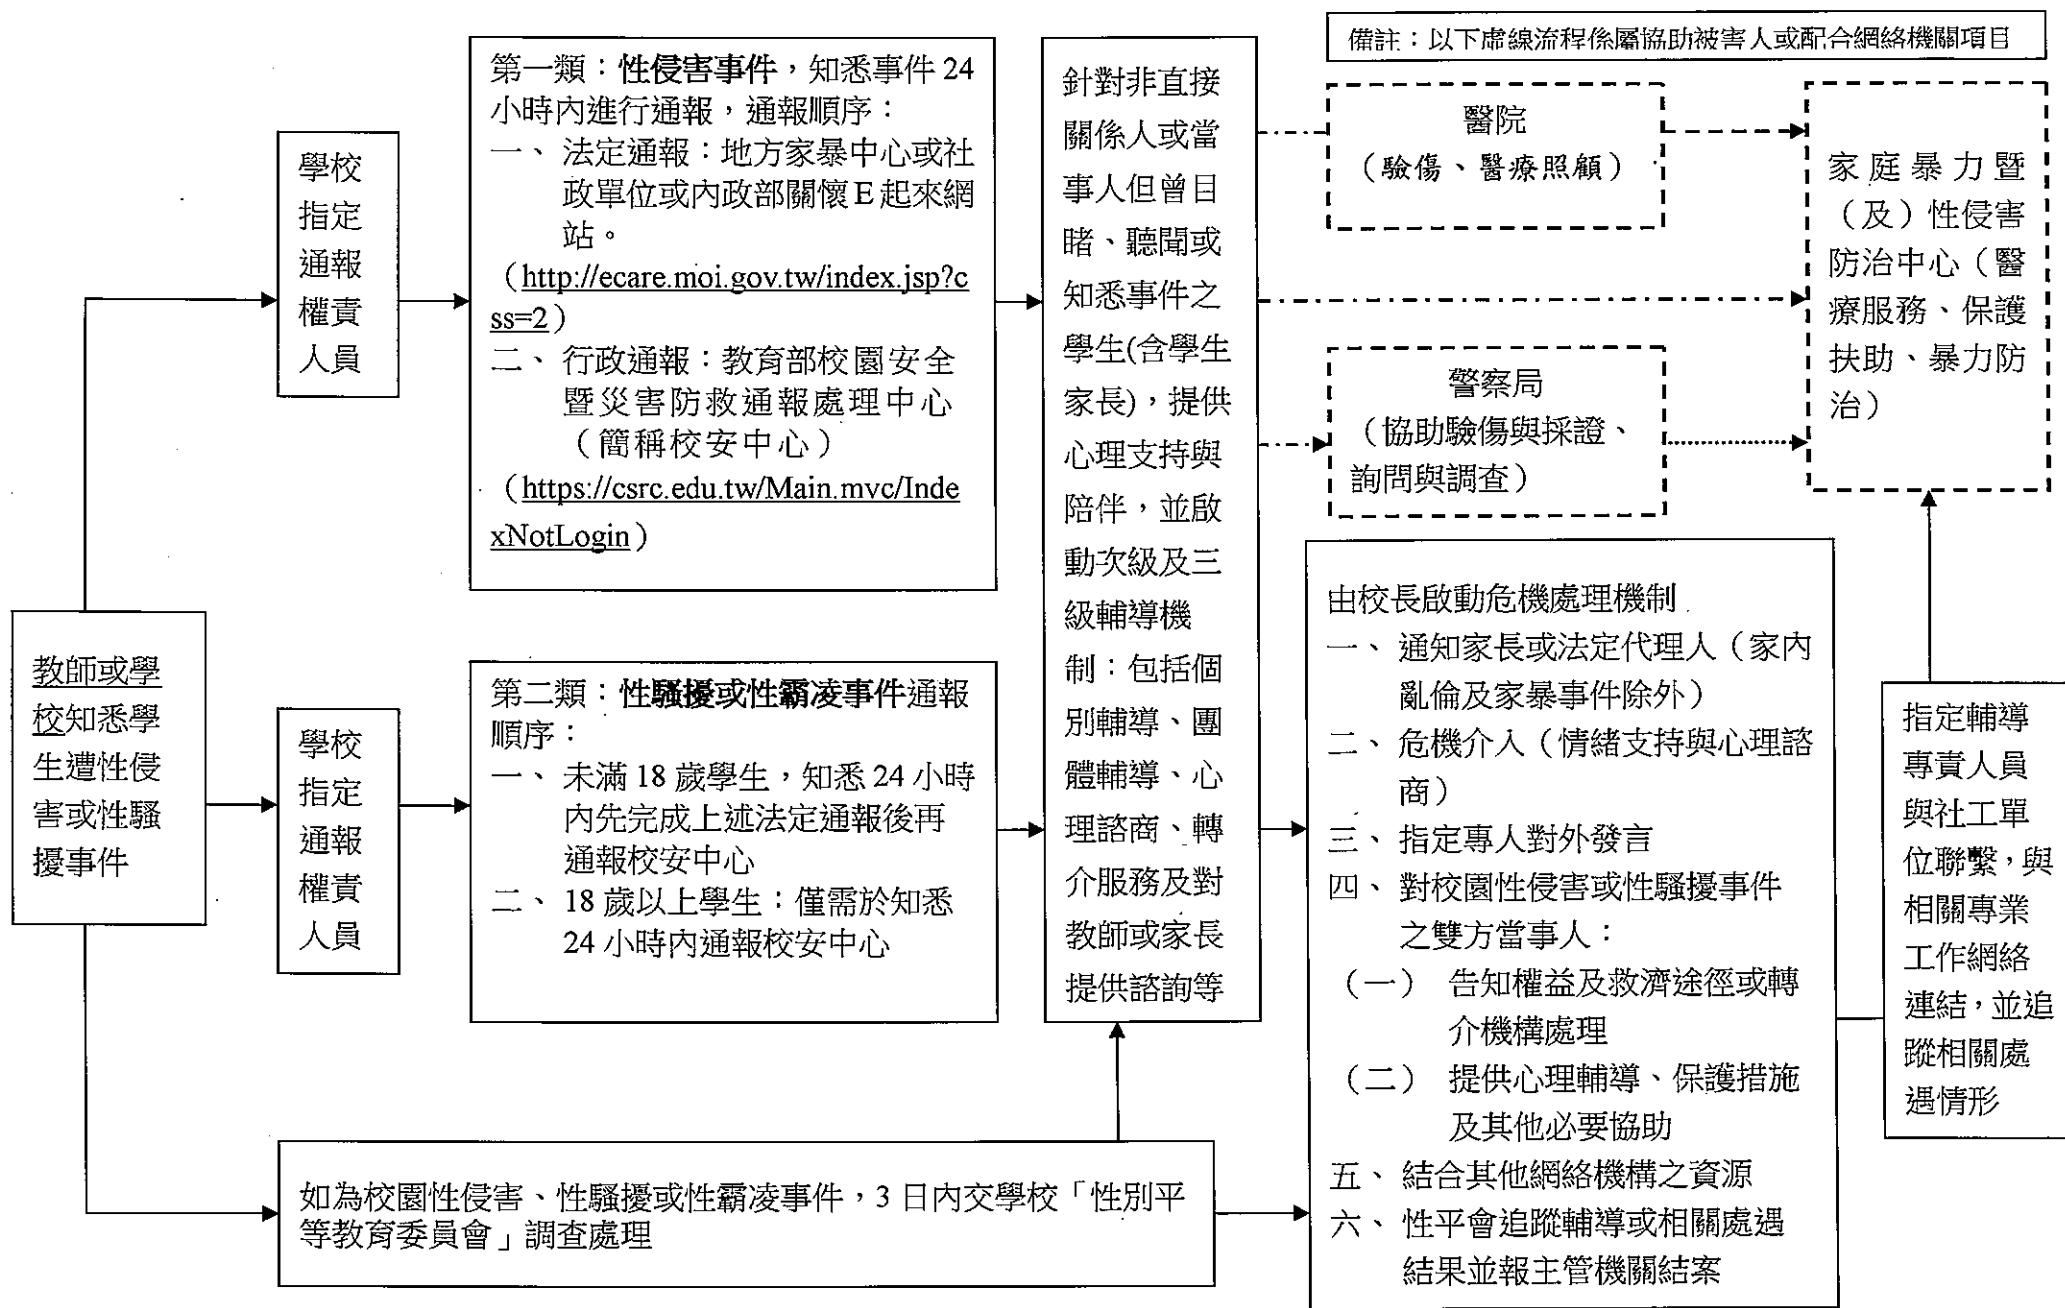 備註：以下虛線流程係屬協助被害人或配合網絡機關項目
教師或學
校知悉學
生遭性侵
害或性騷
擾事件
學校
指定
通報
權責
人員
第一類：性侵害事件，知悉事件 24
小時內進行通報，通報順序：
一、 法定通報：地方家暴中心或社
政單位或內政部關懷 E 起來網
站。
（http://ecare.moi.gov.tw/index.jsp?c
ss=2）
二、 行政通報：教育部校園安全
暨災害防救通報處理中心
（簡稱校安中心）
（https://csrc.edu.tw/Main.mvc/Inde
xNotLogin）
學校
指定
通報
權責
人員
第二類：性騷擾或性霸凌事件通報
順序：
一、 未滿 18 歲學生，知悉 24 小時
內先完成上述法定通報後再
通報校安中心
二、 18 歲以上學生：僅需於知悉
24 小時內通報校安中心
如為校園性侵害、性騷擾或性霸凌事件，3 日內交學校「性別平
等教育委員會」調查處理
針對非直接
關係人或當
事人但曾目
睹、聽聞或
知悉事件之
學生(含學生
家長)，提供
心理支持與
陪伴，並啟
動次級及三
級輔導機
制：包括個
別輔導、團
體輔導、心
理諮商、轉
介服務及對
教師或家長
提供諮詢等
醫院
（驗傷、醫療照顧）
警察局
（協助驗傷與採證、
詢問與調查）
家庭暴力暨
（及）性侵害
防治中心（醫
療服務、保護
扶助、暴力防
治）
由校長啟動危機處理機制
一、 通知家長或法定代理人（家內
亂倫及家暴事件除外）
二、 危機介入（情緒支持與心理諮
商）
三、 指定專人對外發言
四、 對校園性侵害或性騷擾事件
之雙方當事人：
（一） 告知權益及救濟途徑或轉
介機構處理
（二） 提供心理輔導、保護措施
及其他必要協助
五、 結合其他網絡機構之資源
六、 性平會追蹤輔導或相關處遇
結果並報主管機關結案
指定輔導
專責人員
與社工單
位聯繫，與
相關專業
工作網絡
連結，並追
蹤相關處
遇情形